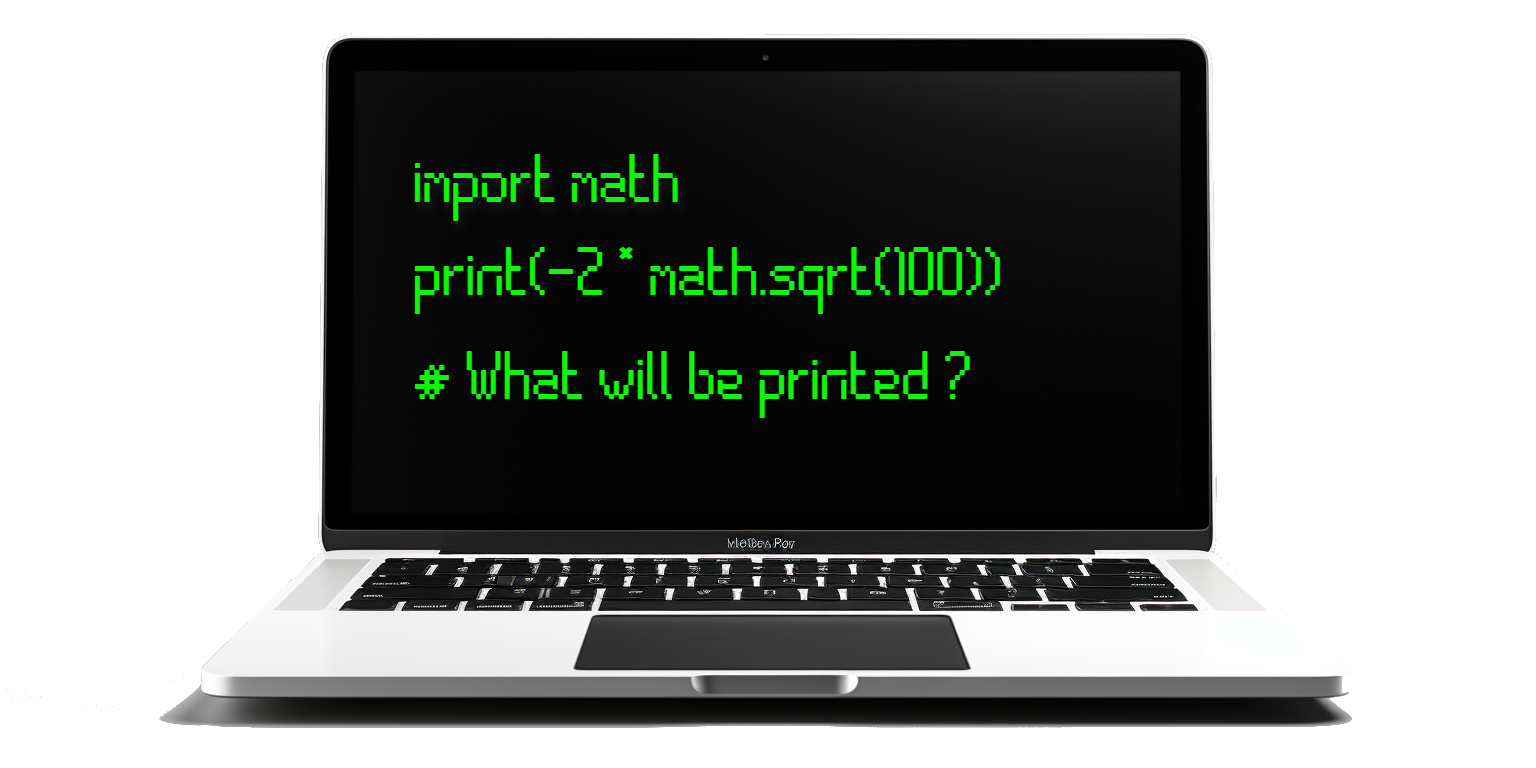 import math
print(-2 * math.sqrt(100))
# What will be printed ?